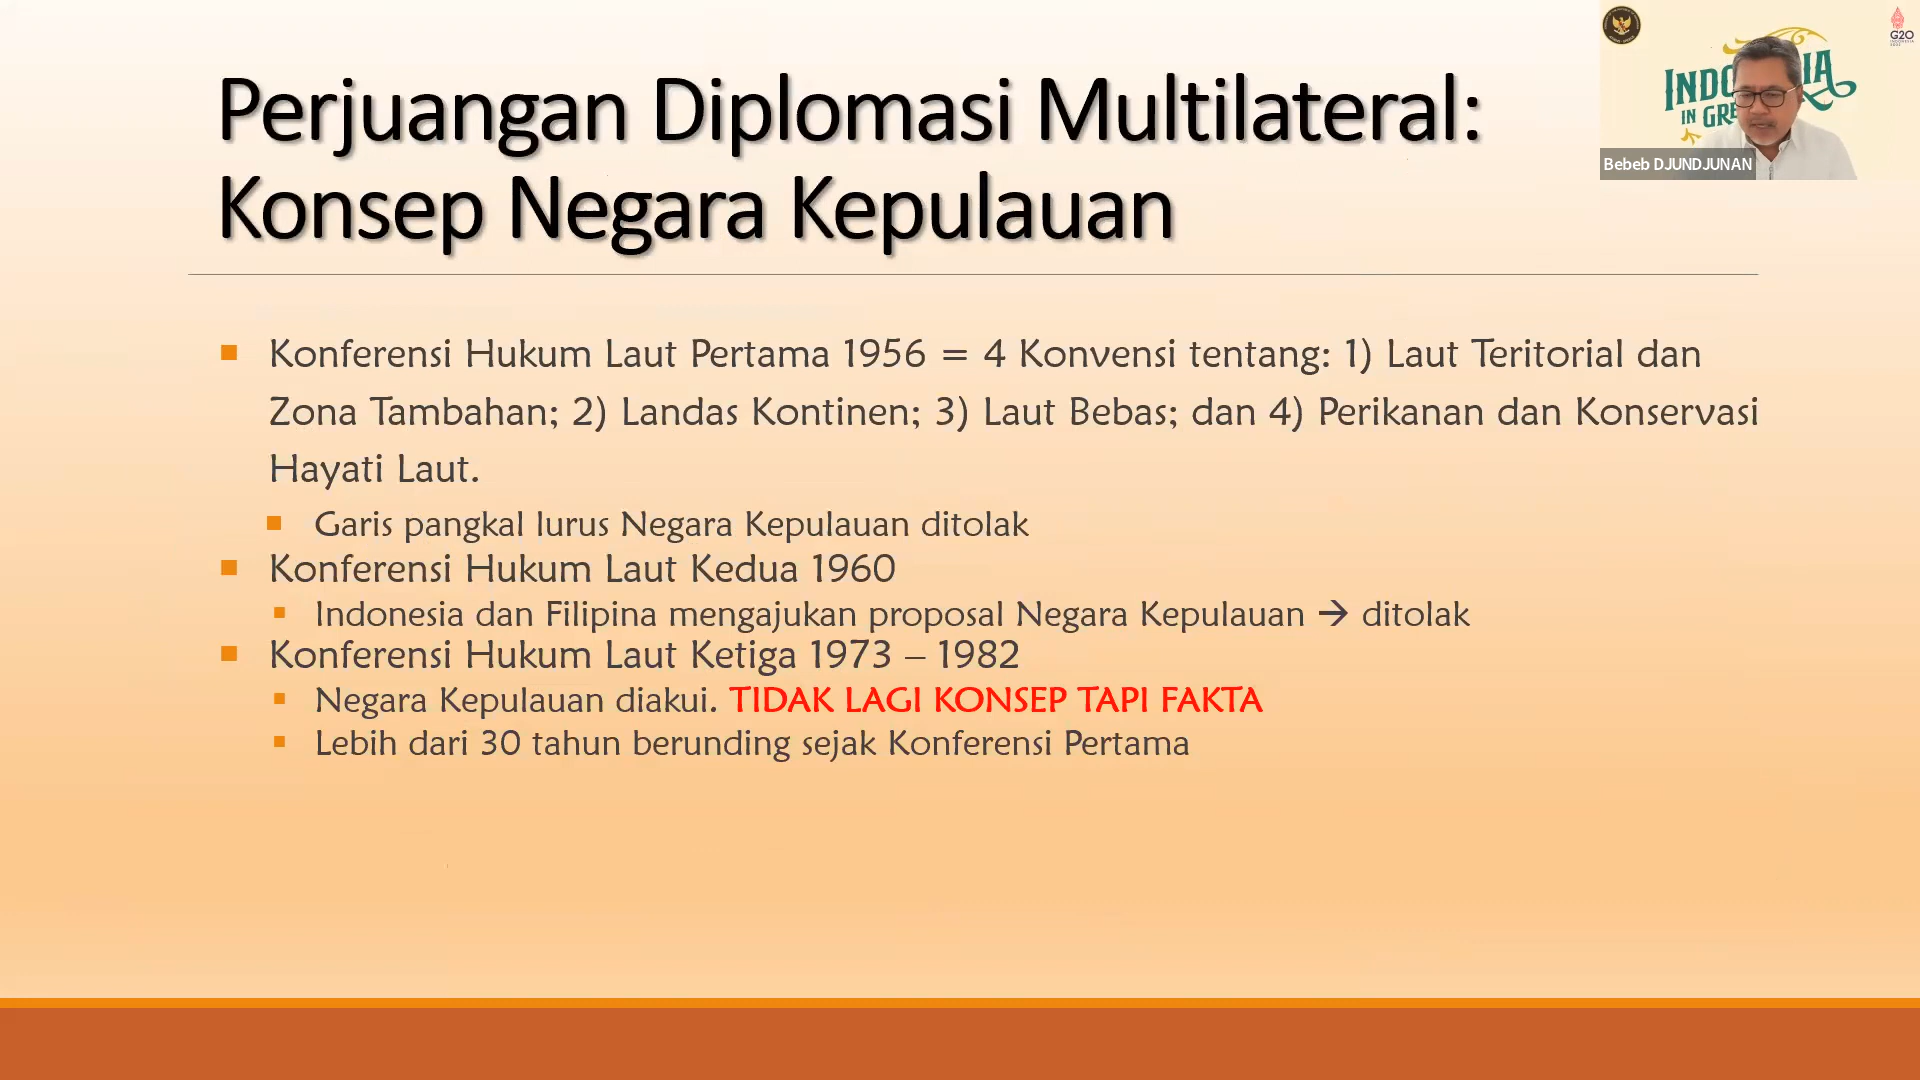 Perjuangan Diplomasi Multilateral:
Konsep Negara Kepulauan
Konferensi Hukum Laut Pertama 1956 = 4 Konvensi tentang: 1) Laut Teritorial dan
Zona Tambahan; 2) Landas Kontinen; 3) Laut Bebas; dan 4) Perikanan dan Konservasi
Hayati Laut.
Garis pangkal lurus Negara Kepulauan ditolak
Konferensi Hukum Laut Kedua 1960
Indonesia dan Filipina mengajukan proposal Negara Kepulauan → ditolak
Konferensi Hukum Laut Ketiga 1973 – 1982
Negara Kepulauan diakui. TIDAK LAGI KONSEP TAPI FAKTA
Lebih dari 30 tahun berunding sejak Konferensi Pertama
G20
IN
Bebeb DJUNDJUNAN